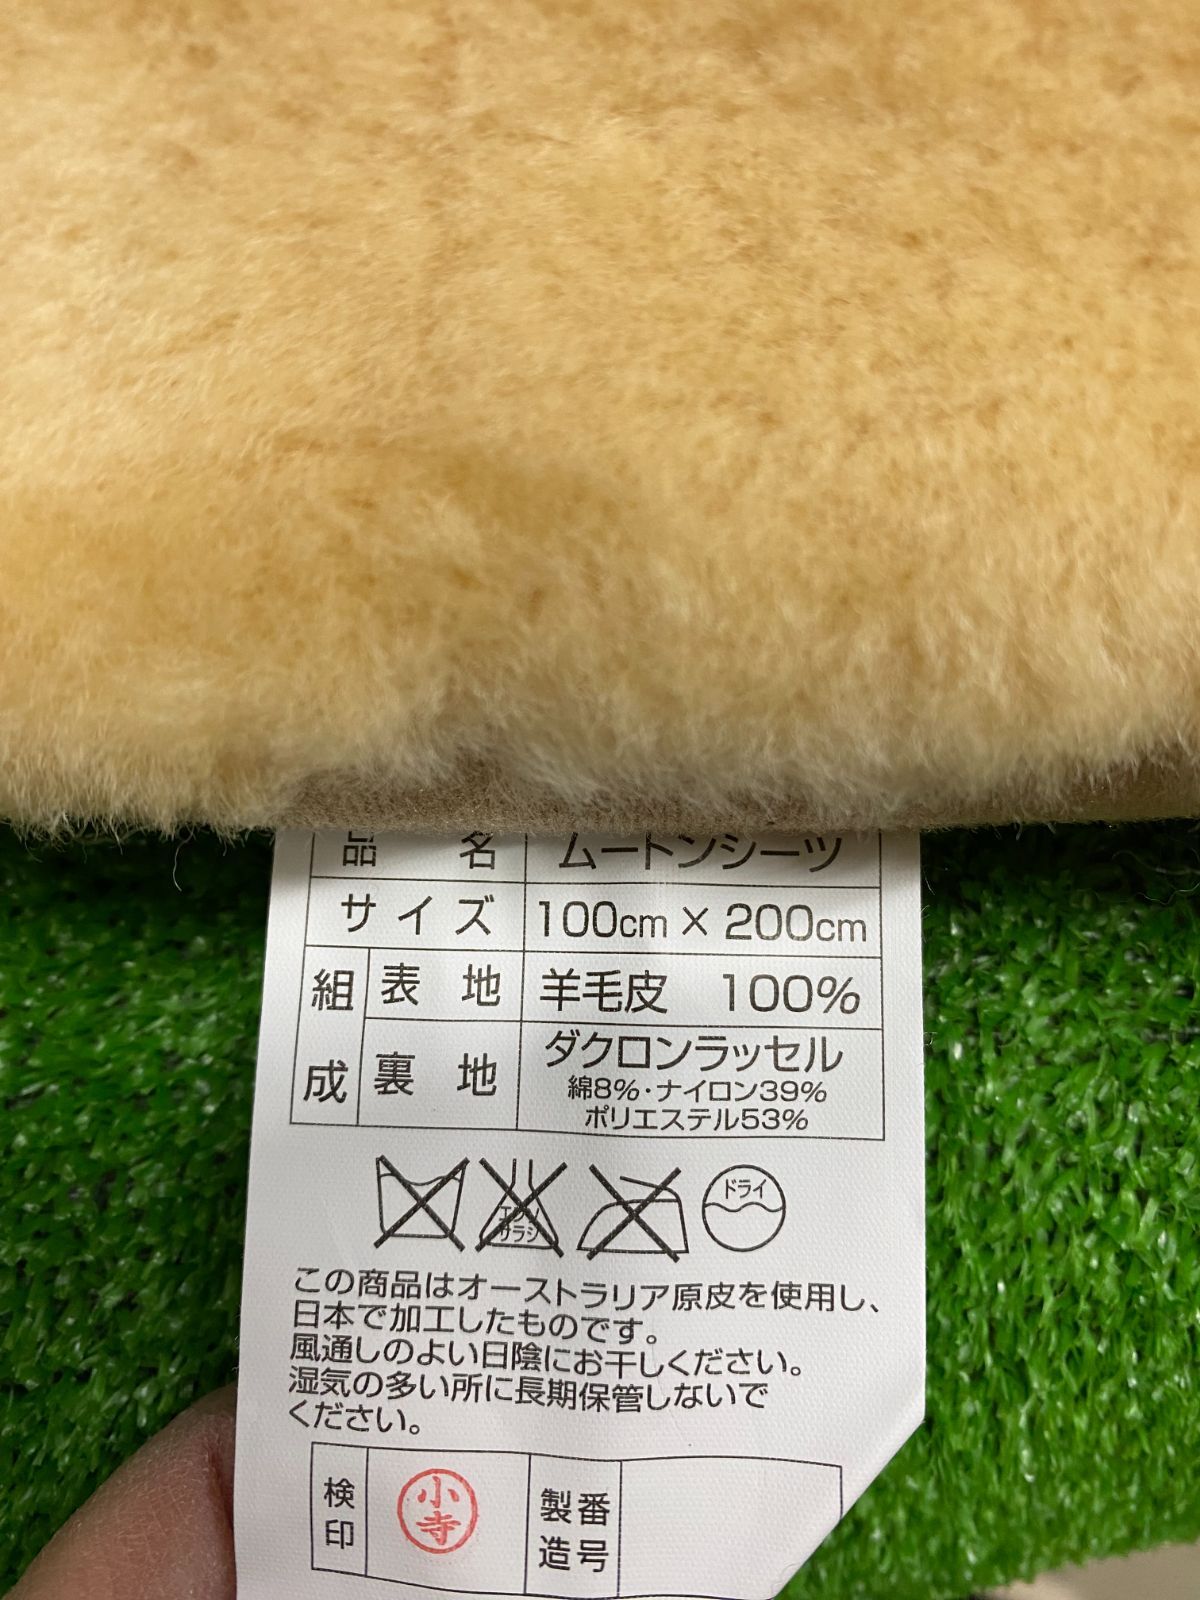 品名 ムートンシーツ
サイズ 100cm×200cm
組成 表地 羊毛皮 100%
裏地 ダクロンラッセル
綿8%・ナイロン39%
ポリエステル53%
エンソサラシ ドライ
この商品はオーストラリア原皮を使用し、
日本で加工したものです。
風通しのよい日陰にお干しください。
湿気の多い所に長期保管しないで
ください。
検印 小寺 製造番号